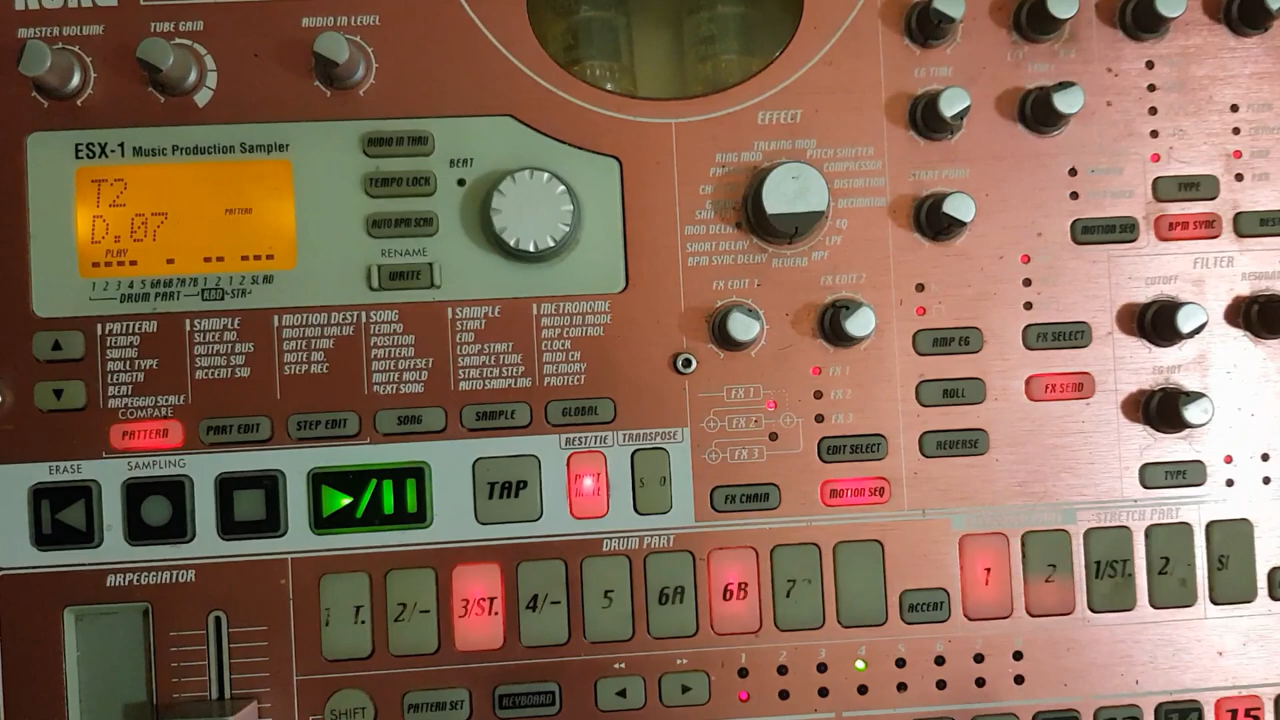 KORG
MASTER VOLUME
TUBE GAIN
AUDIO IN LEVEL
ESX-1 Music Production Sampler
AUDIO IN THRU
TEMPO LOCK
AUTO BPM SCAN
RENAME
WRITE
BEAT
T2
D.07
PATTERN
PLAY
1 2 3 4 5 6A 6B 7A 7B 1 2 1 2 SL AD
DRUM PART KBD STR
PATTERN
TEMPO
SWING
ROLL TYPE
LENGTH
BEAT
ARPEGGIO SCALE
SAMPLE
SLICE NO.
OUTPUT BUS
SWING SW
ACCENT SW
MOTION DEST
MOTION VALUE
GATE TIME
NOTE NO.
STEP REC
SONG
TEMPO
POSITION
PATTERN
NOTE OFFSET
MUTE HOLD
NEXT SONG
SAMPLE
START
END
LOOP START
SAMPLE TUNE
STRETCH STEP
AUTO SAMPLING
METRONOME
AUDIO IN MODE
ARP CONTROL
CLOCK
MIDI CH
MEMORY
PROTECT
COMPARE
PATTERN
PART EDIT
STEP EDIT
SONG
SAMPLE
GLOBAL
ERASE
SAMPLING
TAP
REST/TIE
TRANSPOSE
EFFECT
TALKING MOD
RING MOD
PITCH SHIFTER
COMPRESSOR
DISTORTION
DECIMATOR
EQ
LPF
HPF
REVERB
BPM SYNC DELAY
SHORT DELAY
MOD DELAY
FX EDIT 1
FX EDIT 2
FX 1
FX 2
FX 3
FX 1
FX 2
FX 3
EDIT SELECT
FX CHAIN
MOTION SEQ
EG TIME
START POINT
AMP EG
ROLL
REVERSE
FX SELECT
FX SEND
MOTION SEQ
TYPE
BPM SYNC
FILTER
CUTOFF
EG INT
TYPE
ARPEGGIATOR
DRUM PART
2/-
3/ST.
4/-
5
6A
6B
ACCENT
1
2
STRETCH PART
1/ST.
2
SHIFT
PATTERN SET
KEYBOARD
1 2 3 4 5 6 7 8
15